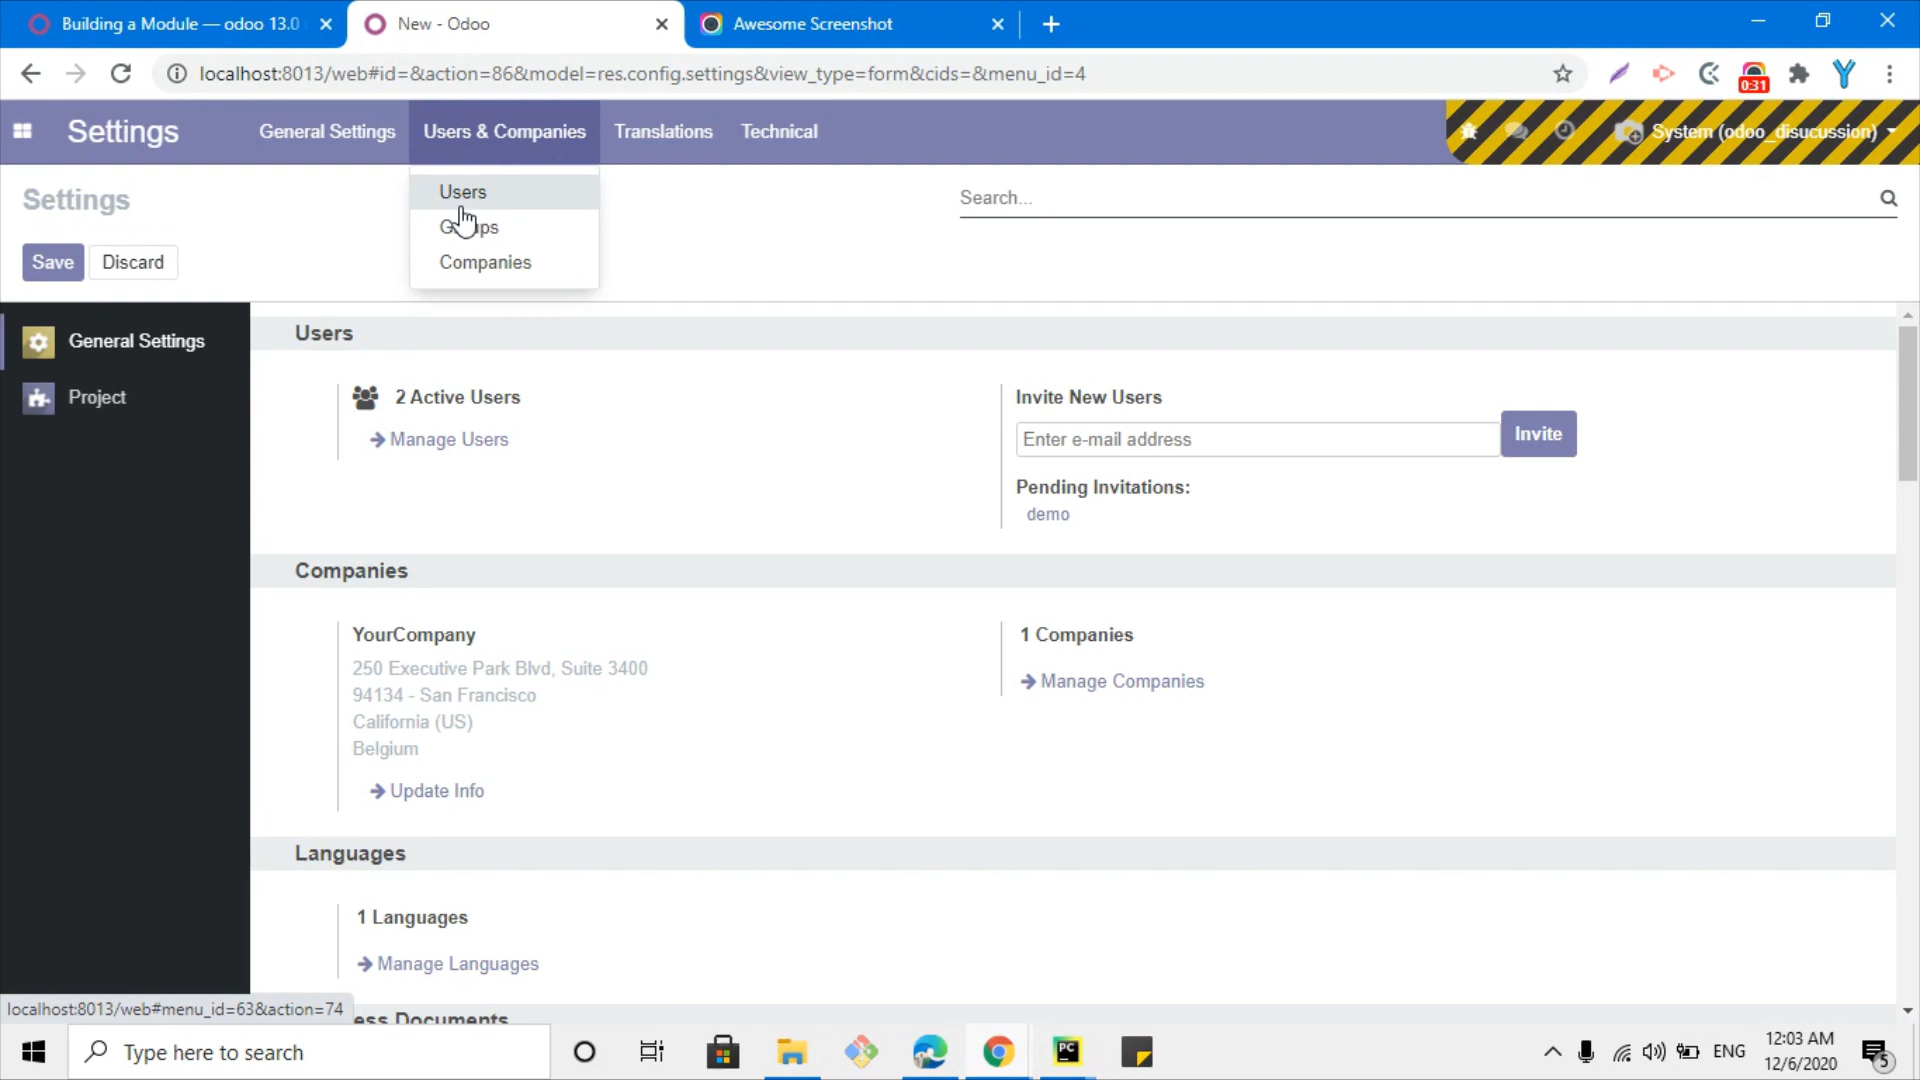 Building a Module — odoo 13.0
New - Odoo
Awesome Screenshot
localhost:8013/web#id=&action=86&model=res.config.settings&view_type=form&cids=&menu_id=4
0:31
Settings
General Settings
Users & Companies
Translations
Technical
System (odoo_disucussion)
Settings
Users
Search...
Companies
Save
Discard
General Settings
Project
Users
2 Active Users
Manage Users
Invite New Users
Enter e-mail address
Invite
Pending Invitations:
demo
Companies
YourCompany
250 Executive Park Blvd, Suite 3400
94134 - San Francisco
California (US)
Belgium
Update Info
1 Companies
Manage Companies
Languages
1 Languages
Manage Languages
localhost:8013/web#menu_id=63&action=74
Documents
Type here to search
PC
ENG
12:03 AM
12/6/2020
5